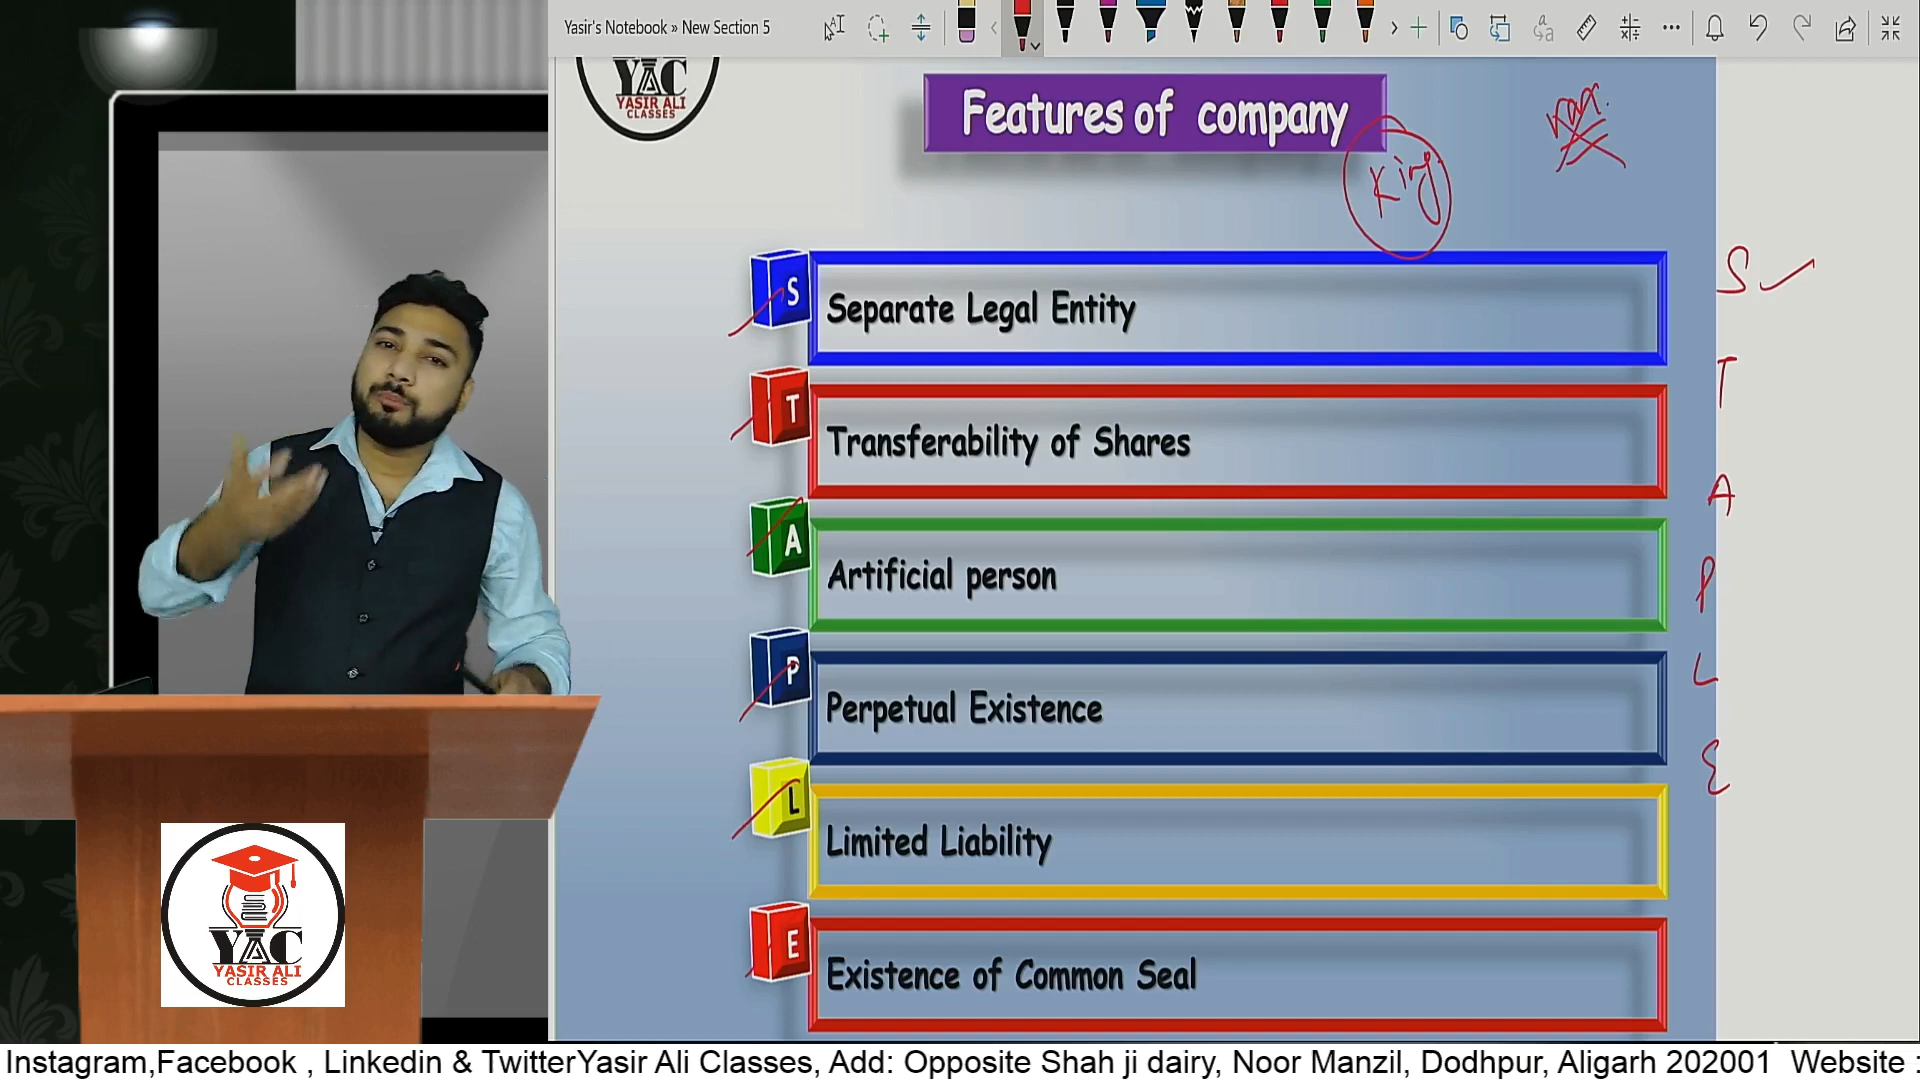 Yasir's Notebook » New Section 5
YAC
YASIR ALI
CLASSES
Features of company
King
S
Separate Legal Entity
S
T
Transferability of Shares
T
A
Artificial person
A
P
Perpetual Existence
P
L
Limited Liability
L
E
Existence of Common Seal
E
YAC
YASIR ALI
CLASSES
Instagram,Facebook , Linkedin & TwitterYasir Ali Classes, Add: Opposite Shah ji dairy, Noor Manzil, Dodhpur, Aligarh 202001 Website :